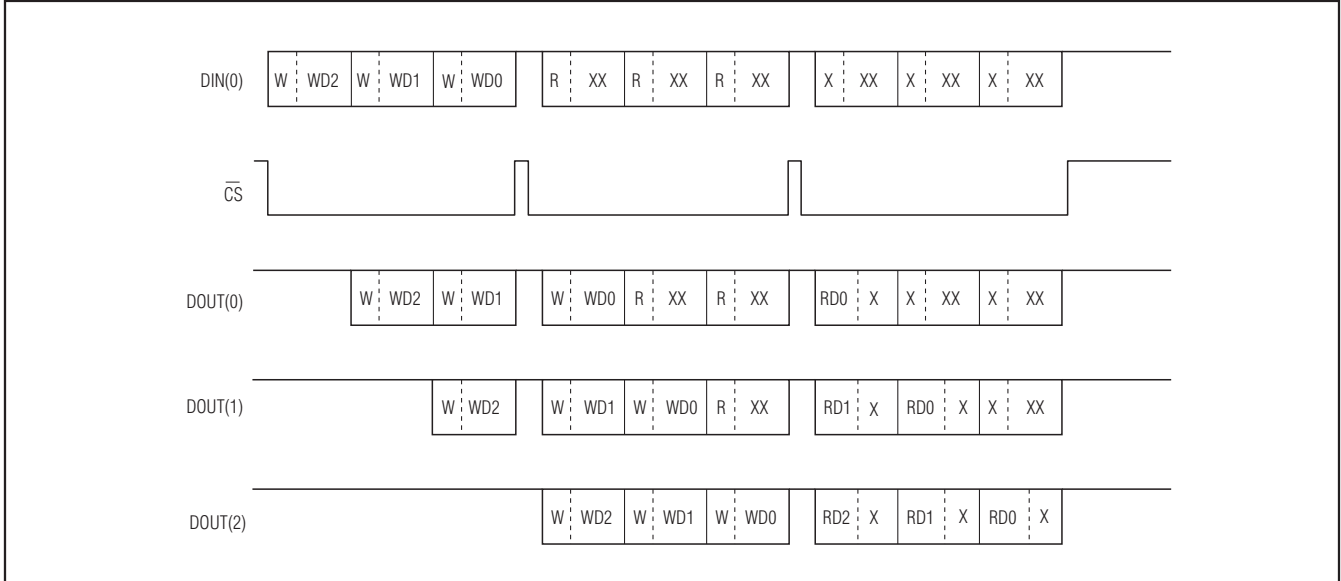 DIN(0) W WD2 W WD1 W WD0 R XX R XX R XX X XX X XX X XX
CS
DOUT(0) W WD2 W WD1 W WD0 R XX R XX RD0 X X XX X XX
DOUT(1) W WD2 W WD1 W WD0 R XX RD1 X RD0 X X XX
DOUT(2) W WD2 W WD1 W WD0 RD2 X RD1 X RD0 X